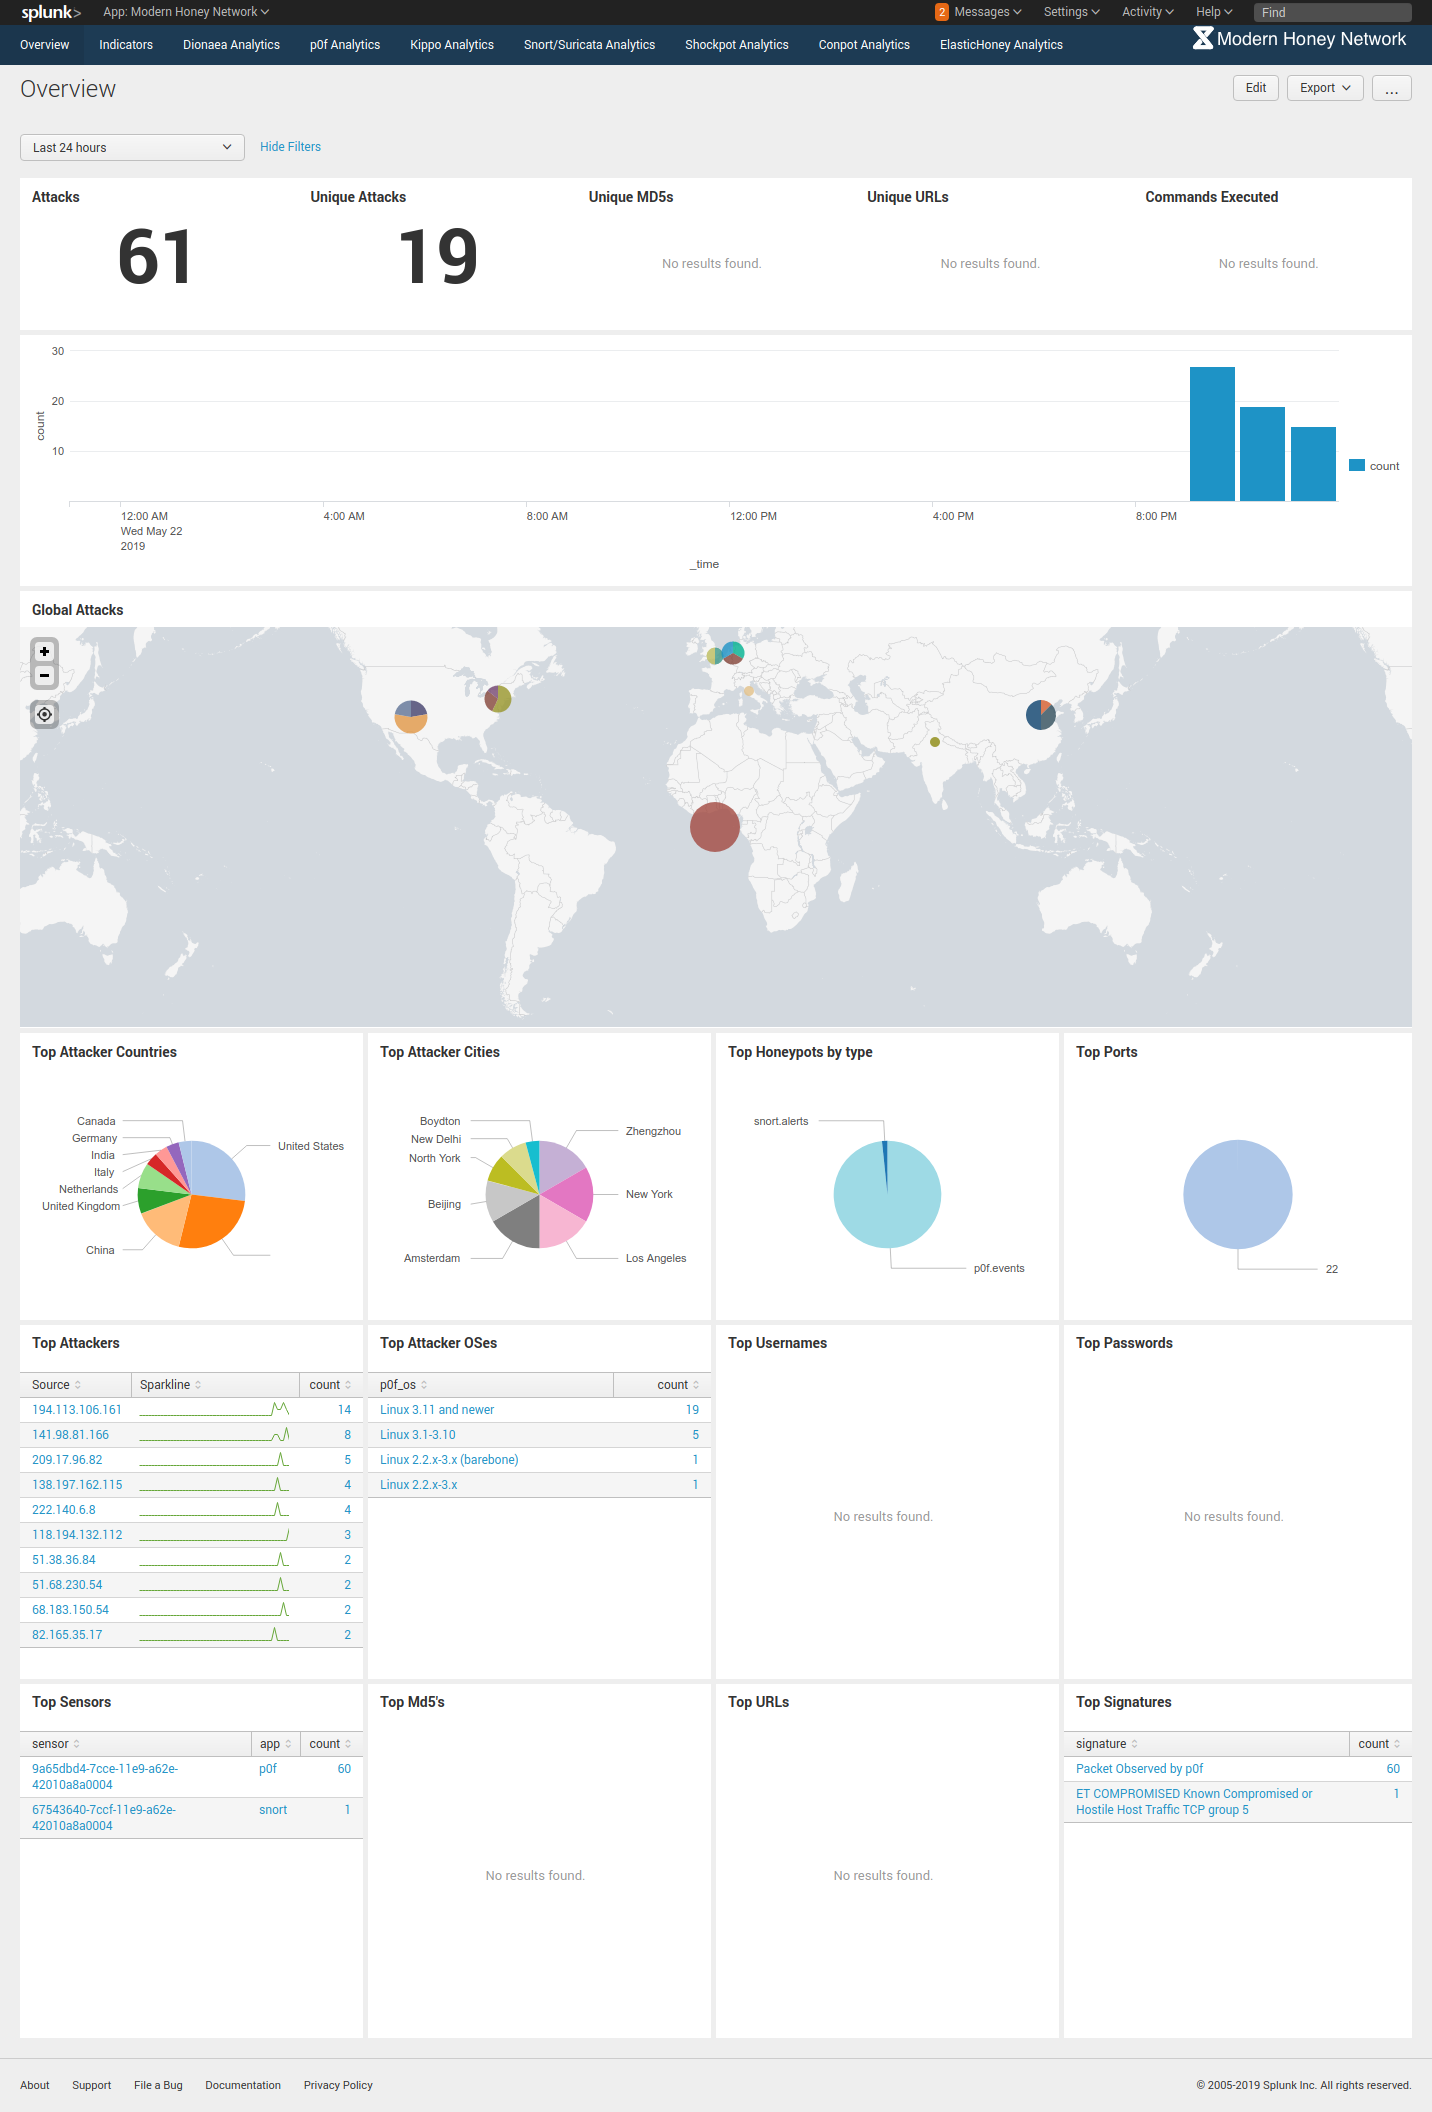 splunk> App: Modern Honey Network 2 Messages Settings Activity Help Find
Overview Indicators Dionaea Analytics p0f Analytics Kippo Analytics Snort/Suricata Analytics Shockpot Analytics Conpot Analytics ElasticHoney Analytics Modern Honey Network
Overview Edit Export ...
Last 24 hours Hide Filters
Attacks Unique Attacks Unique MD5s Unique URLs Commands Executed
61 19 No results found. No results found. No results found.
30
20
10
count
count
12:00 AM 4:00 AM 8:00 AM 12:00 PM 4:00 PM 8:00 PM
Wed May 22
2019
_time
Global Attacks
+
-
Top Attacker Countries
Canada
Germany
India
Italy
Netherlands
United Kingdom
China
United States
Top Attacker Cities
Boydton
New Delhi
North York
Beijing
Amsterdam
Zhengzhou
New York
Los Angeles
Top Honeypots by type
snort.alerts
p0f.events
Top Ports
22
Top Attackers
Source Sparkline count
194.113.106.161 14
141.98.81.166 8
209.17.96.82 5
138.197.162.115 4
222.140.6.8 4
118.194.132.112 3
51.38.36.84 2
51.68.230.54 2
68.183.150.54 2
82.165.35.17 2
Top Attacker OSes
p0f_os count
Linux 3.11 and newer 19
Linux 3.1-3.10 5
Linux 2.2.x-3.x (barebone) 1
Linux 2.2.x-3.x 1
Top Usernames
No results found.
Top Passwords
No results found.
Top Sensors
sensor app count
9a65dbd4-7cce-11e9-a62e- p0f 60
42010a8a0004
67543640-7ccf-11e9-a62e- snort 1
42010a8a0004
Top Md5's
No results found.
Top URLs
No results found.
Top Signatures
signature count
Packet Observed by p0f 60
ET COMPROMISED Known Compromised or 1
Hostile Host Traffic TCP group 5
About Support File a Bug Documentation Privacy Policy © 2005-2019 Splunk Inc. All rights reserved.